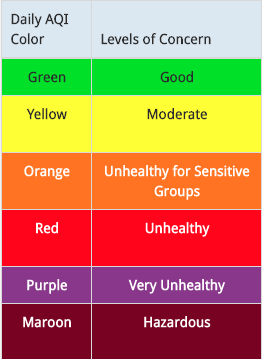 Daily AQI
Color
Levels of Concern
Green
Good
Yellow
Moderate
Orange
Unhealthy for Sensitive
Groups
Red
Unhealthy
Purple
Very Unhealthy
Maroon
Hazardous